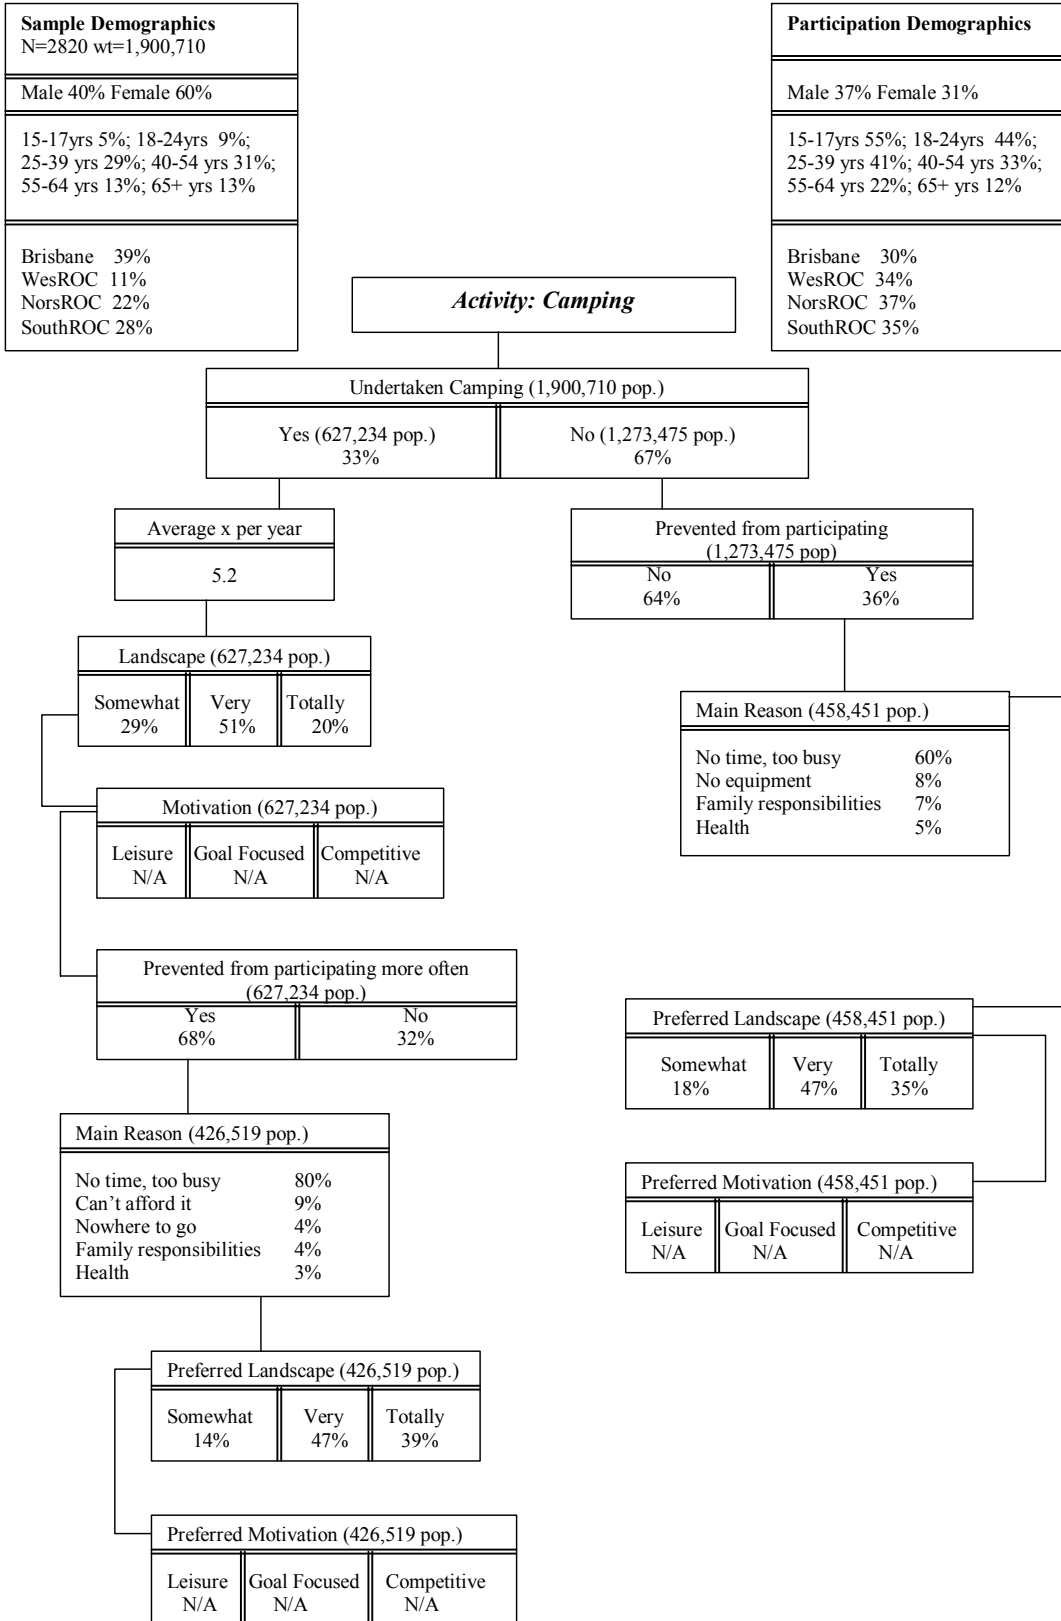 Sample Demographics
N=2820 wt=1,900,710
Male 40% Female 60%
15-17yrs 5%; 18-24yrs 9%;
25-39 yrs 29%; 40-54 yrs 31%;
55-64 yrs 13%; 65+ yrs 13%
Brisbane 39%
WesROC 11%
NorsROC 22%
SouthROC 28%
Participation Demographics
Male 37% Female 31%
15-17yrs 55%; 18-24yrs 44%;
25-39 yrs 41%; 40-54 yrs 33%;
55-64 yrs 22%; 65+ yrs 12%
Brisbane 30%
WesROC 34%
NorsROC 37%
SouthROC 35%
Activity: Camping
Undertaken Camping (1,900,710 pop.)
Yes (627,234 pop.) No (1,273,475 pop.)
33% 67%
Average x per year
5.2
Prevented from participating
(1,273,475 pop)
No Yes
64% 36%
Landscape (627,234 pop.)
Somewhat Very Totally
29% 51% 20%
Main Reason (458,451 pop.)
No time, too busy 60%
No equipment 8%
Family responsibilities 7%
Health 5%
Motivation (627,234 pop.)
Leisure Goal Focused Competitive
N/A N/A N/A
Prevented from participating more often
(627,234 pop.)
Yes No
68% 32%
Preferred Landscape (458,451 pop.)
Somewhat Very Totally
18% 47% 35%
Main Reason (426,519 pop.)
No time, too busy 80%
Can't afford it 9%
Nowhere to go 4%
Family responsibilities 4%
Health 3%
Preferred Motivation (458,451 pop.)
Leisure Goal Focused Competitive
N/A N/A N/A
Preferred Landscape (426,519 pop.)
Somewhat Very Totally
14% 47% 39%
Preferred Motivation (426,519 pop.)
Leisure Goal Focused Competitive
N/A N/A N/A